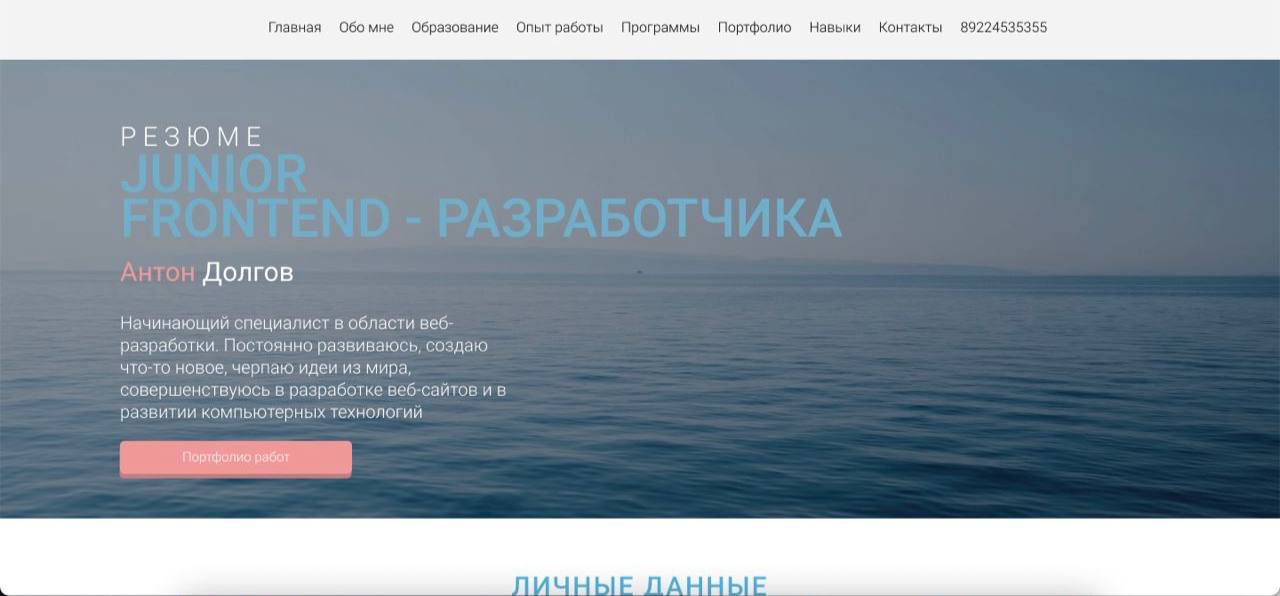 Главная Обо мне Образование Опыт работы Программы Портфолио Навыки Контакты 89224535355
РЕЗЮМЕ
JUNIOR
FRONTEND - РАЗРАБОТЧИКА
Антон Долгов
Начинающий специалист в области веб-
разработки. Постоянно развиваюсь, создаю
что-то новое, черпаю идеи из мира,
совершенствуюсь в разработке веб-сайтов и в
развитии компьютерных технологий
Портфолио работ
ЛИЧНЫЕ ДАННЫЕ